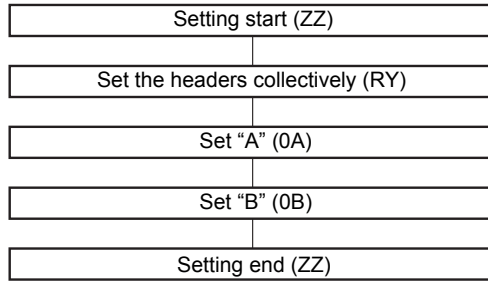 Setting start (ZZ)
Set the headers collectively (RY)
Set “A” (0A)
Set “B” (0B)
Setting end (ZZ)